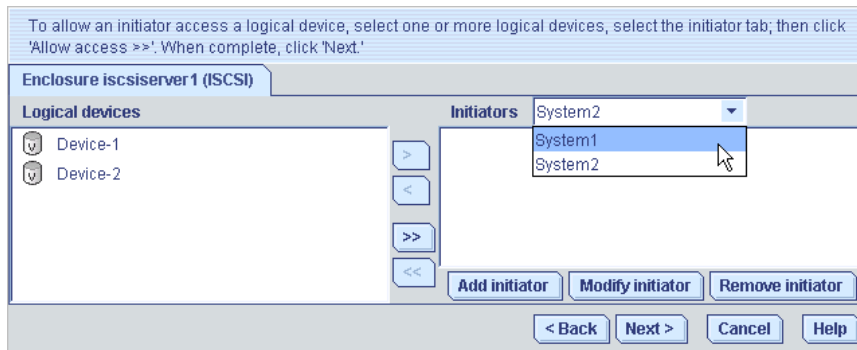 To allow an initiator access a logical device, select one or more logical devices, select the initiator tab; then click
'Allow access >>'. When complete, click 'Next.'
Enclosure iscsiserver1 (ISCSI)
Logical devices
Initiators System2
Device-1
Device-2
System1
System2
>
<
>>
<<
Add initiator Modify initiator Remove initiator
< Back Next > Cancel Help